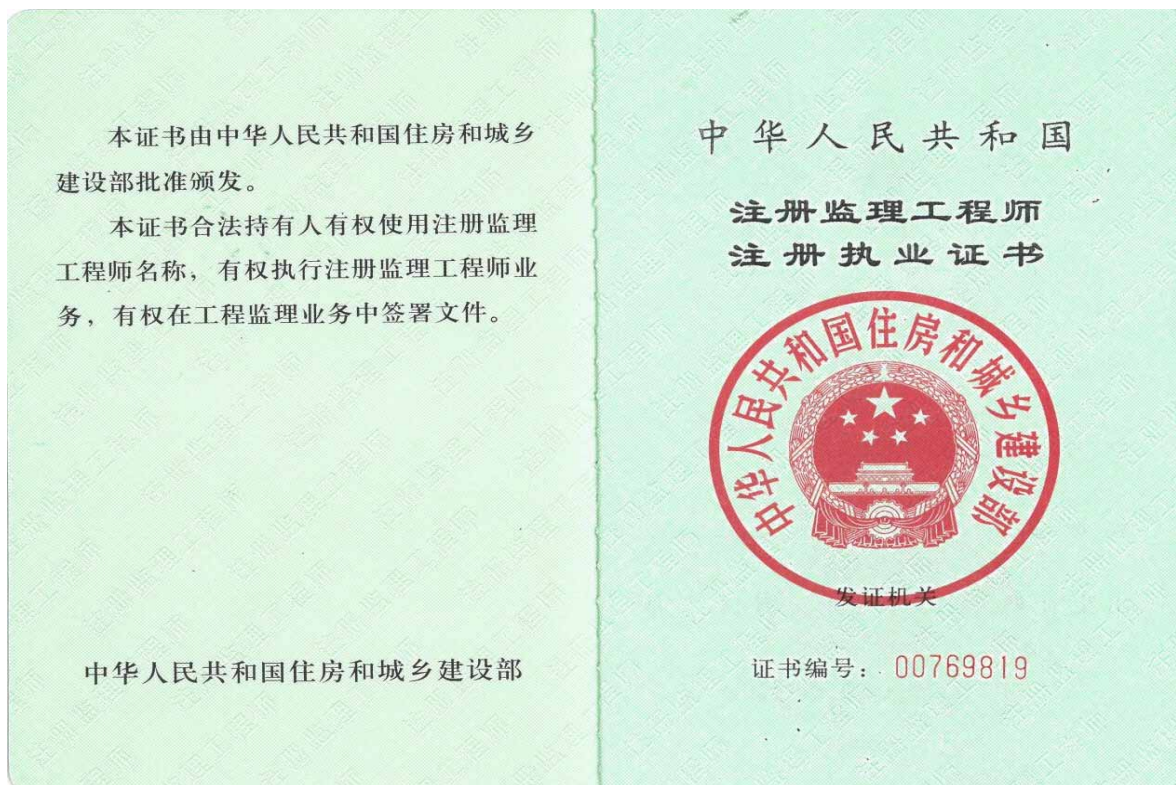 本证书由中华人民共和国住房和城乡
建设部批准颁发。
本证书合法持有人有权使用注册监理
工程师名称，有权执行注册监理工程师业
务，有权在工程监理业务中签署文件。
中华人民共和国住房和城乡建设部
中华人民共和国
注册监理工程师
注册执业证书
中华人民共和国住房和城乡建设部
发证机关
证书编号：00769819